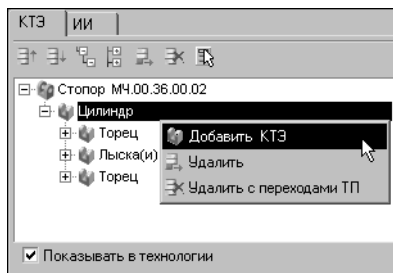 КТЭ ИИ
Стопор МЧ.00.36.00.02
Цилиндр
Торец
Добавить КТЭ
Лыска(и)
Удалить
Торец
Удалить с переходами ТП
Показывать в технологии